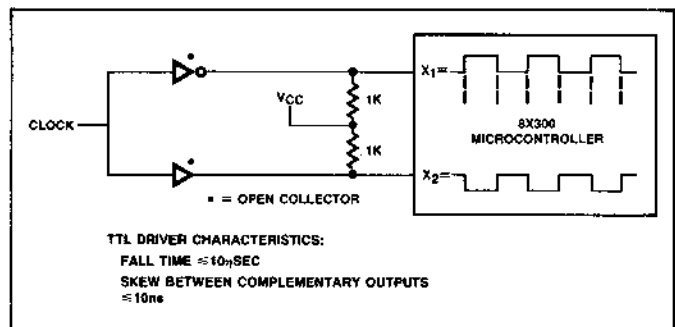 VCC
1K
1K
CLOCK
X1=
8X300
MICROCONTROLLER
X2=
* = OPEN COLLECTOR
TTL DRIVER CHARACTERISTICS:
FALL TIME ≤10ηSEC
SKEW BETWEEN COMPLEMENTARY OUTPUTS
≤10ns